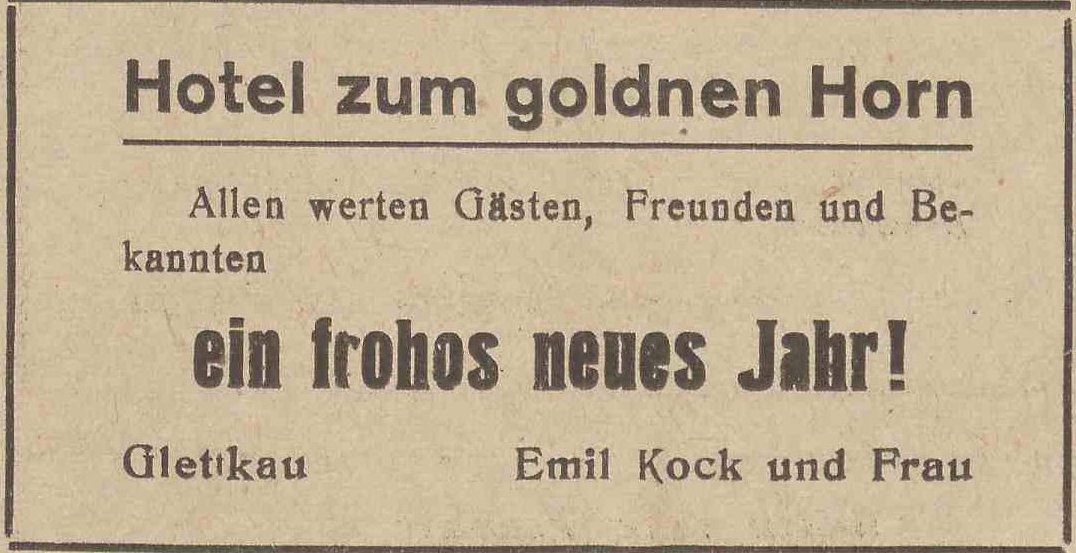 Hotel zum goldnen Horn
Allen werten Gästen, Freunden und Be-
kannten
ein frohos neues Jahr!
Glettkau
Emil Kock und Frau